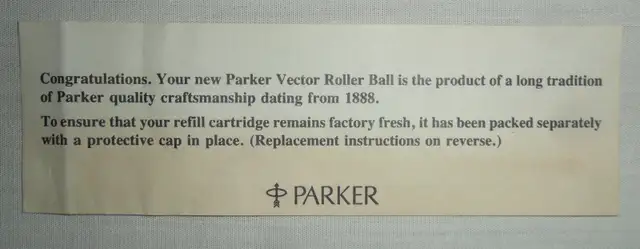 Congratulations. Your new Parker Vector Roller Ball is the product of a long tradition
of Parker quality craftsmanship dating from 1888.
To ensure that your refill cartridge remains factory fresh, it has been packed separately
with a protective cap in place. (Replacement instructions on reverse.)
PARKER